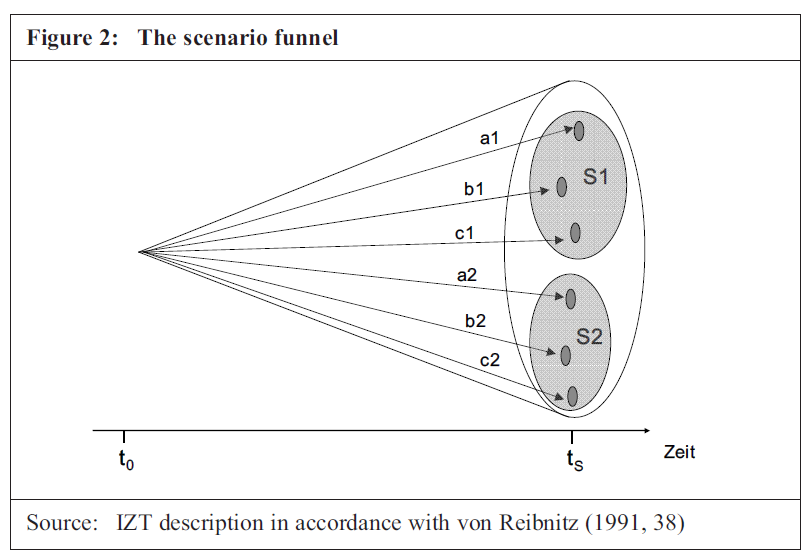 Figure 2: The scenario funnel
a1
S1
b1
c1
a2
b2
S2
c2
t0
tS
Zeit
Source: IZT description in accordance with von Reibnitz (1991, 38)